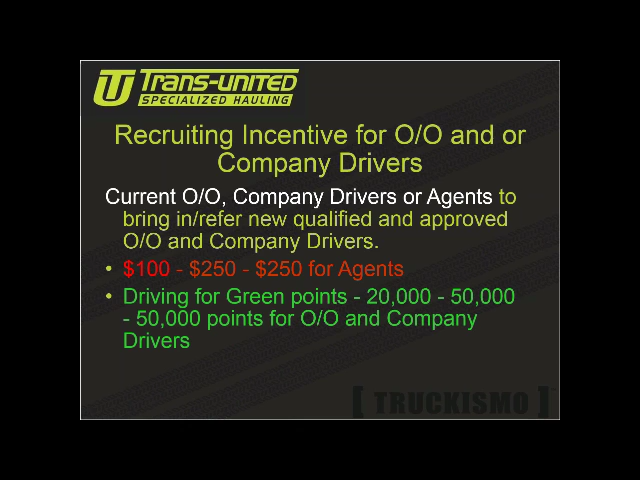 Trans-United
SPECIALIZED HAULING
Recruiting Incentive for O/O and or
Company Drivers
Current O/O, Company Drivers or Agents to
bring in/refer new qualified and approved
O/O and Company Drivers.
• $100 - $250 - $250 for Agents
• Driving for Green points - 20,000 - 50,000
- 50,000 points for O/O and Company
Drivers
[ TRUCKISMO ]